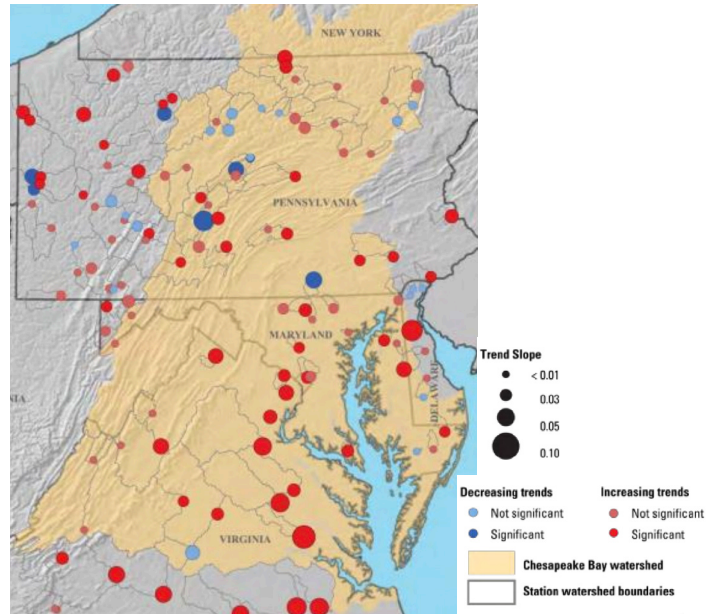 NEW YORK
PENNSYLVANIA
MARYLAND
DELAWARE
VIRGINIA
Trend Slope
< 0.01
0.03
0.05
0.10
Decreasing trends
Not significant
Significant
Increasing trends
Not significant
Significant
Chesapeake Bay watershed
Station watershed boundaries